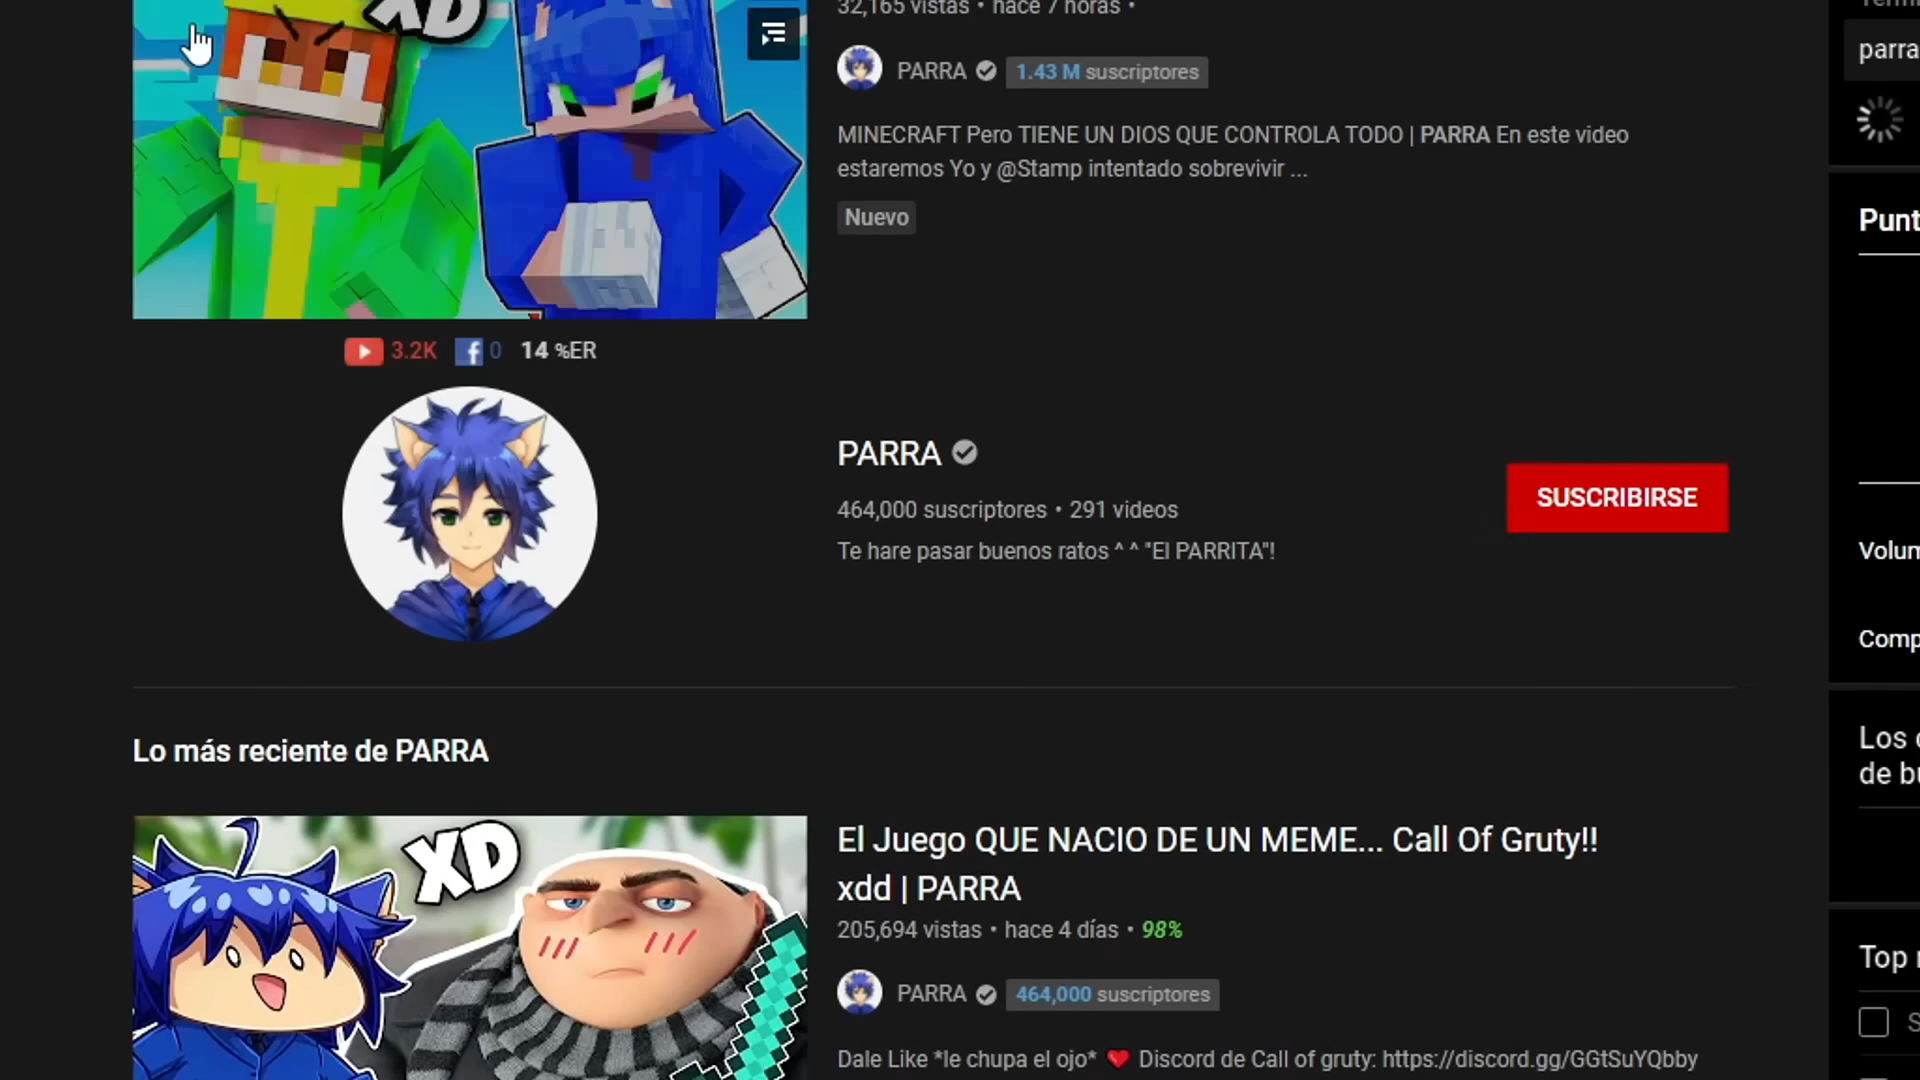 XD
32,165 vistas • hace 7 horas •
PARRA
1.43 M suscriptores
MINECRAFT Pero TIENE UN DIOS QUE CONTROLA TODO | PARRA En este video
estaremos Yo y @Stamp intentado sobrevivir ...
Nuevo
3.2K 0 14 %ER
PARRA
464,000 suscriptores • 291 videos
Te hare pasar buenos ratos ^ ^ "El PARRITA"!
SUSCRIBIRSE
Lo más reciente de PARRA
XD
El Juego QUE NACIO DE UN MEME... Call Of Gruty!!
xdd | PARRA
205,694 vistas • hace 4 días • 98%
PARRA
464,000 suscriptores
Dale Like *le chupa el ojo* ❤ Discord de Call of gruty: https://discord.gg/GGtSuYQbby
parra
Punt
Volum
Comp
Los
de bu
Top